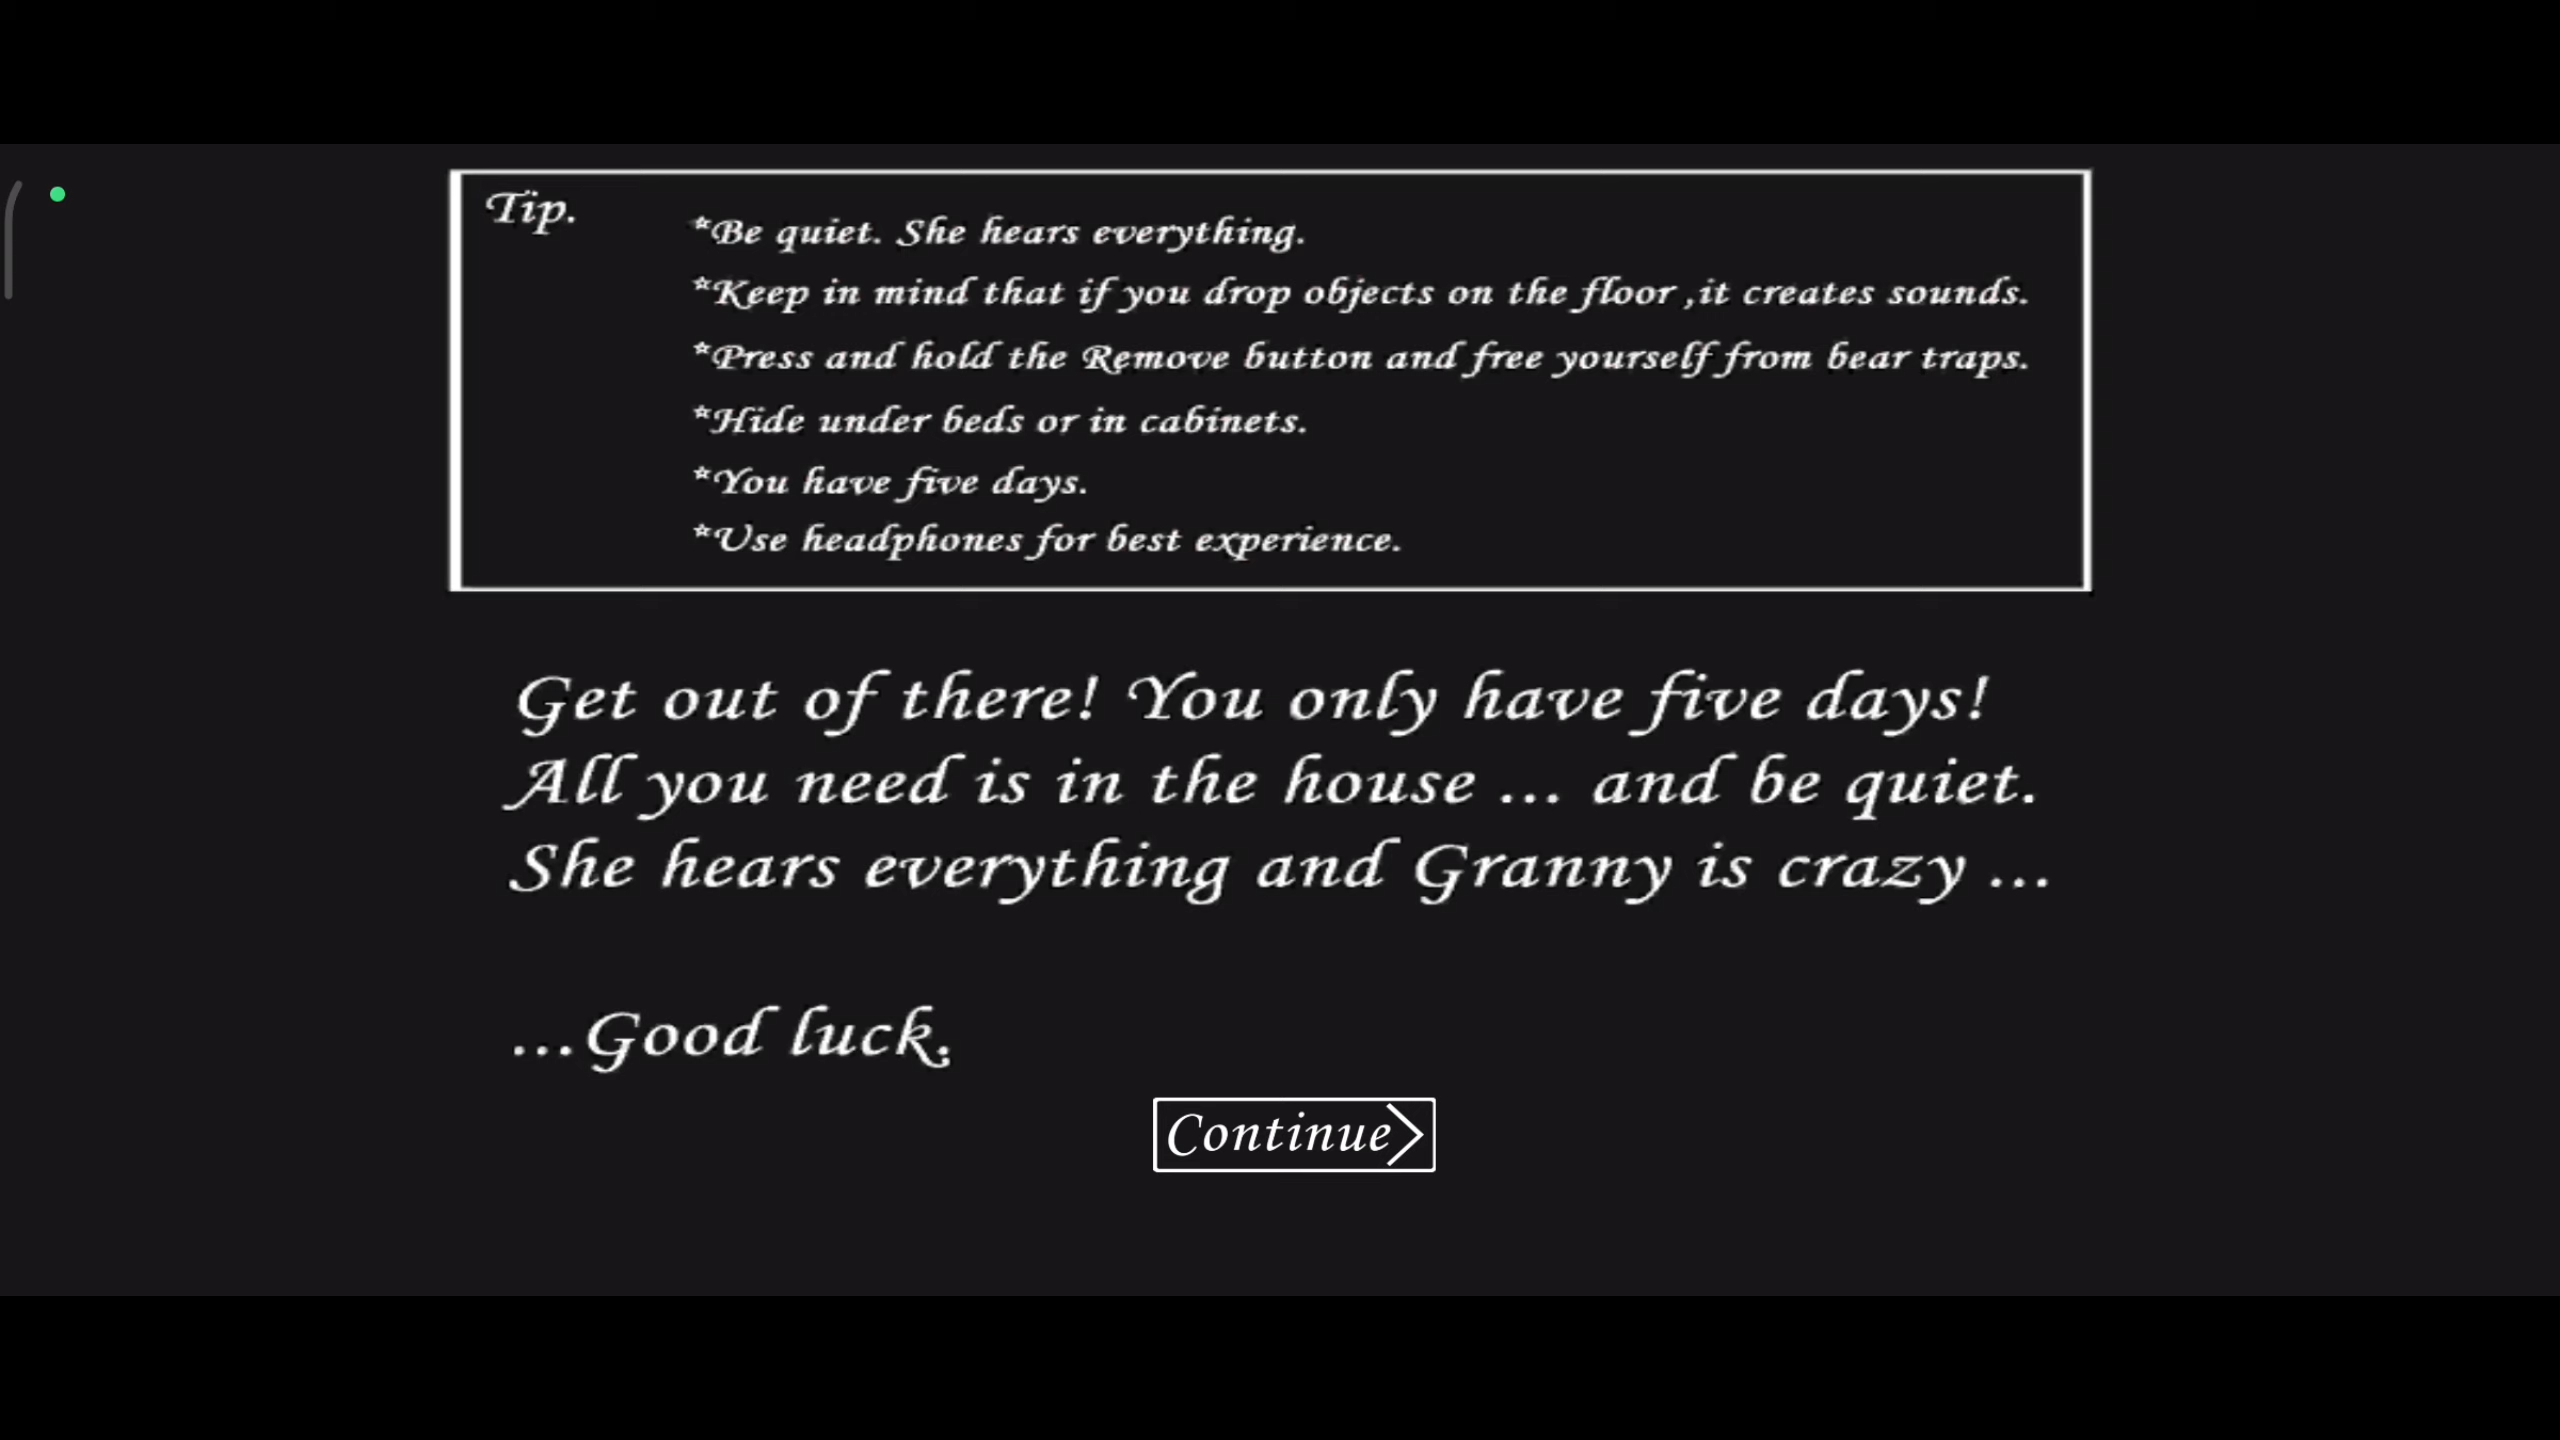 Tip.
*Be quiet. She hears everything.
*Keep in mind that if you drop objects on the floor ,it creates sounds.
*Press and hold the Remove button and free yourself from bear traps.
*Hide under beds or in cabinets.
*You have five days.
*Use headphones for best experience.
Get out of there! You only have five days!
All you need is in the house ... and be quiet.
She hears everything and Granny is crazy ...
...Good luck.
Continue>